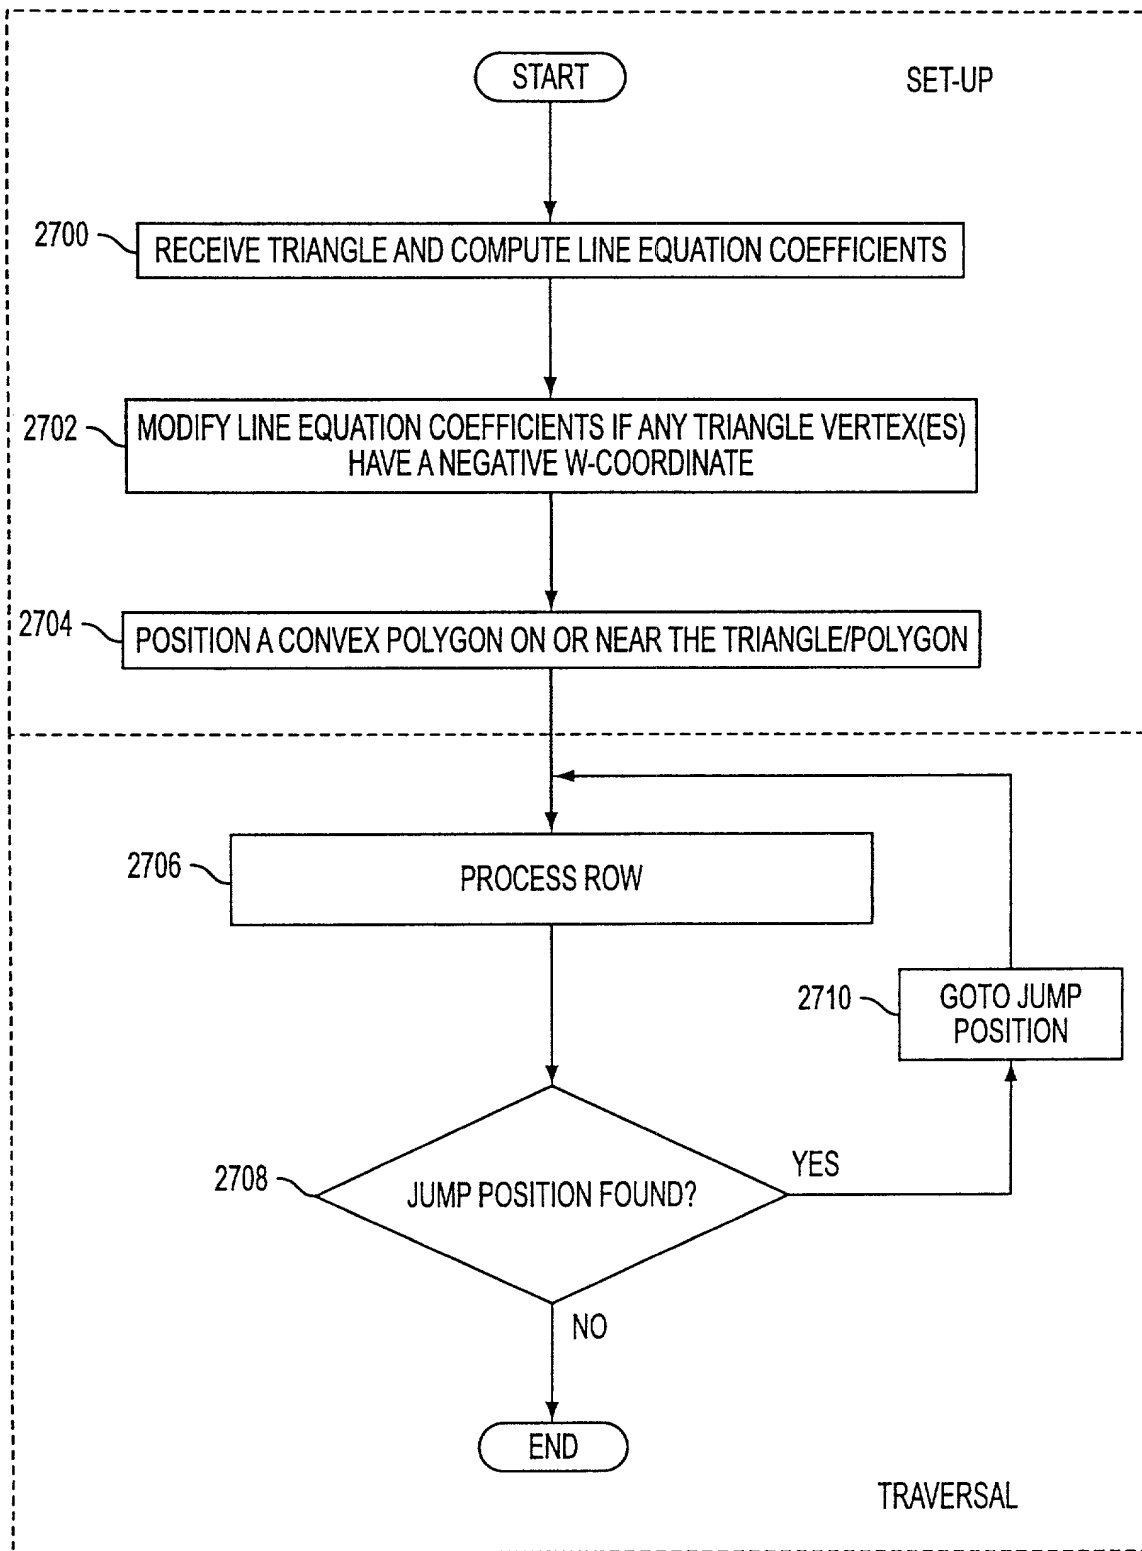 START
SET-UP
2700
RECEIVE TRIANGLE AND COMPUTE LINE EQUATION COEFFICIENTS
2702
MODIFY LINE EQUATION COEFFICIENTS IF ANY TRIANGLE VERTEX(ES)
HAVE A NEGATIVE W-COORDINATE
2704
POSITION A CONVEX POLYGON ON OR NEAR THE TRIANGLE/POLYGON
2706
PROCESS ROW
2710
GOTO JUMP
POSITION
2708
JUMP POSITION FOUND?
YES
NO
END
TRAVERSAL